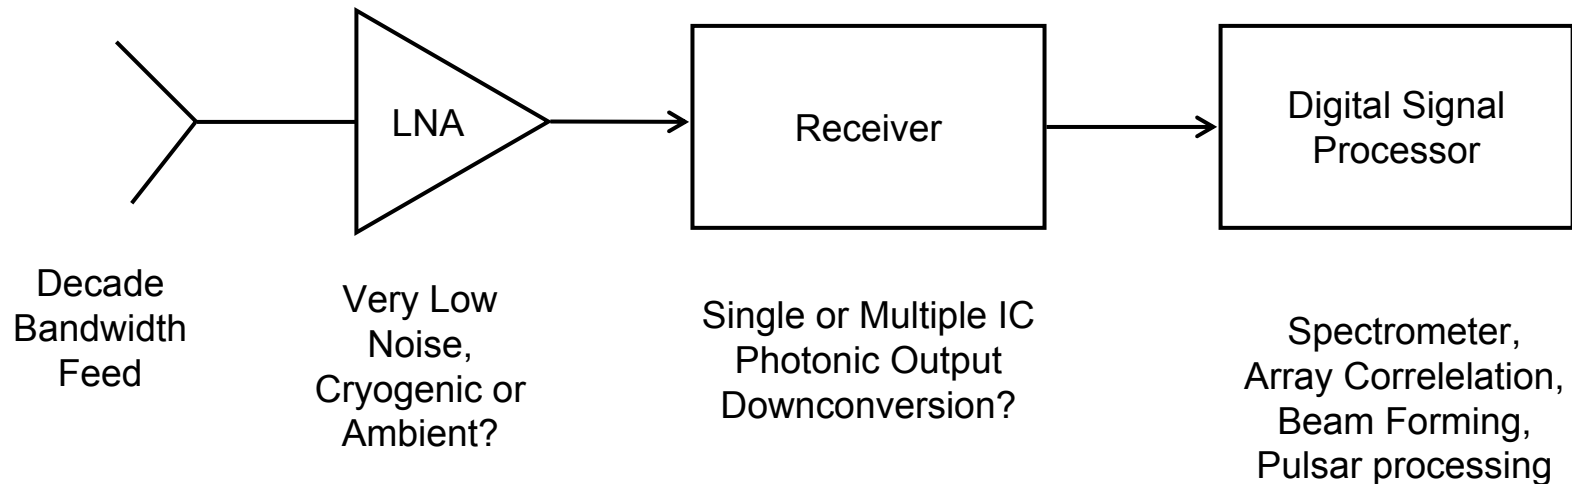 LNA
Receiver
Digital Signal
Processor
Decade
Bandwidth
Feed
Very Low
Noise,
Cryogenic or
Ambient?
Single or Multiple IC
Photonic Output
Downconversion?
Spectrometer,
Array Correlelation,
Beam Forming,
Pulsar processing